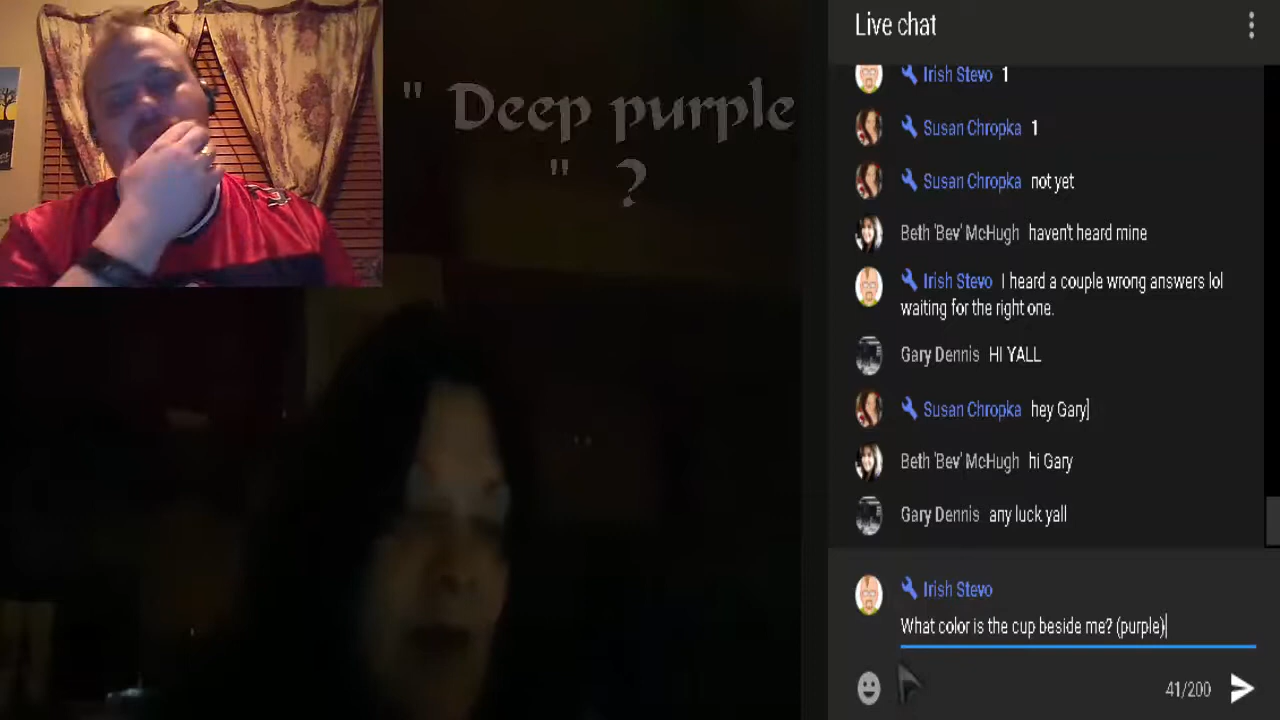 " Deep purple
" ?
Live chat
Irish Stevo 1
Susan Chropka 1
Susan Chropka not yet
Beth 'Bev' McHugh haven't heard mine
Irish Stevo I heard a couple wrong answers lol
waiting for the right one.
Gary Dennis HI YALL
Susan Chropka hey Gary]
Beth 'Bev' McHugh hi Gary
Gary Dennis any luck yall
Irish Stevo
What color is the cup beside me? (purple)
41/200